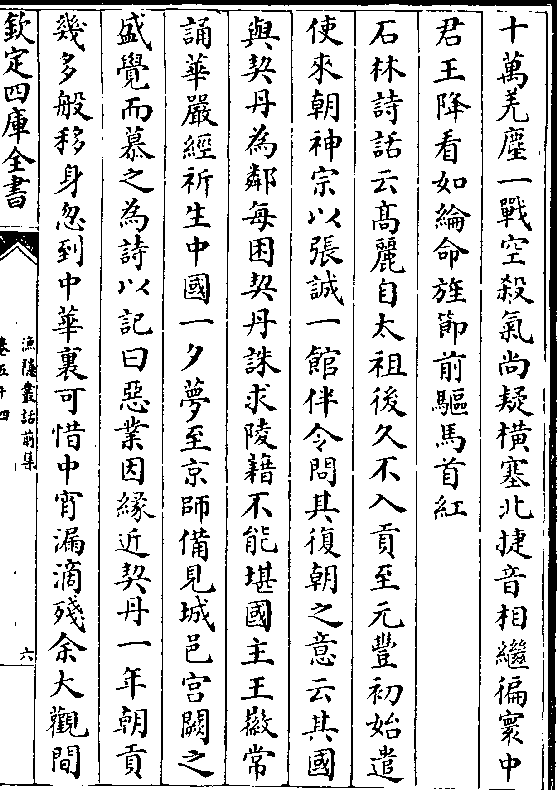 十萬羌塵一戰空殺氣尚疑橫塞北捷音相繼徧寰中
君王降看如綸命旌節前驅馬首紅
石林詩話云髙麗自太祖後久不入貢至元豐初始遣
使來朝神宗以張誠一館伴令問其復朝之意云其國
與契丹為鄰每困契丹誅求陵籍不能堪國主王徽常
誦華嚴經祈生中國一夕夢至京師備見城邑宫闕之
盛覺而慕之為詩以記曰惡業因緣近契丹一年朝貢
幾多般移身忽到中華裏可惜中宵漏滴殘余大觀間
欽定四庫全書
漁隱叢話前集
卷五十四
六